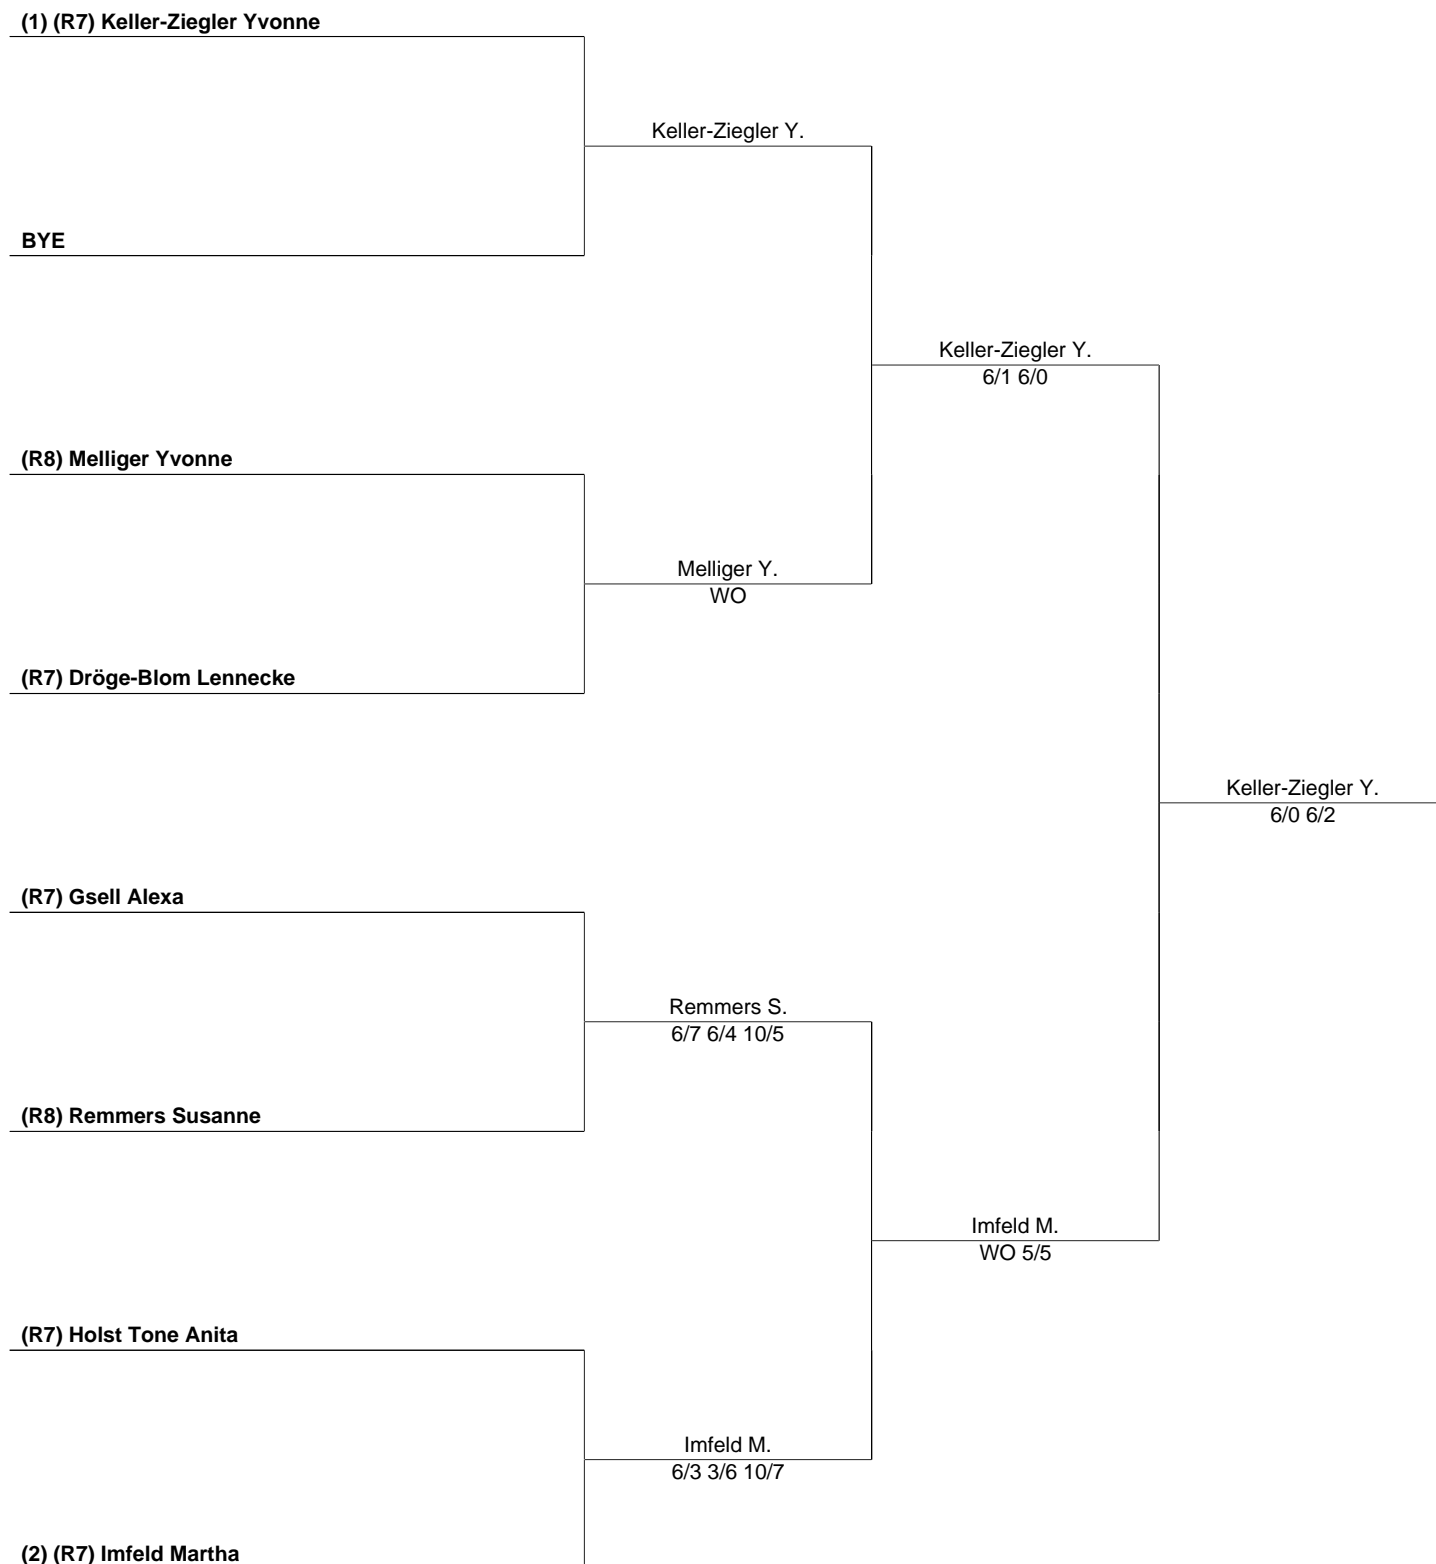 (1) (R7) Keller-Ziegler Yvonne
Keller-Ziegler Y.
BYE
Keller-Ziegler Y.
6/1 6/0
(R8) Melliger Yvonne
Melliger Y.
WO
(R7) Dröge-Blom Lennecke
Keller-Ziegler Y.
6/0 6/2
(R7) Gsell Alexa
Remmers S.
6/7 6/4 10/5
(R8) Remmers Susanne
Imfeld M.
WO 5/5
(R7) Holst Tone Anita
Imfeld M.
6/3 3/6 10/7
(2) (R7) Imfeld Martha